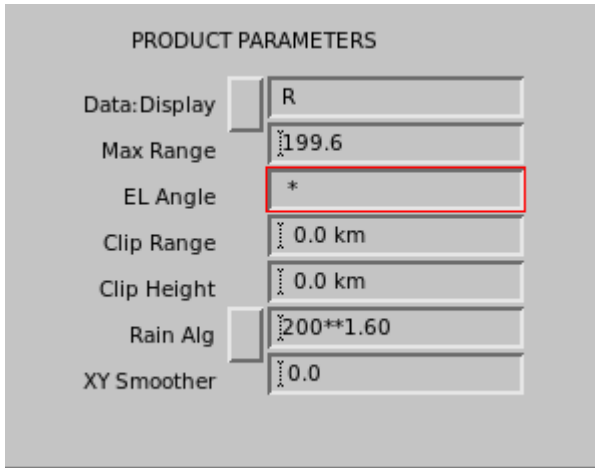 PRODUCT PARAMETERS
Data:Display R
Max Range 199.6
EL Angle *
Clip Range 0.0 km
Clip Height 0.0 km
Rain Alg 200**1.60
XY Smoother 0.0